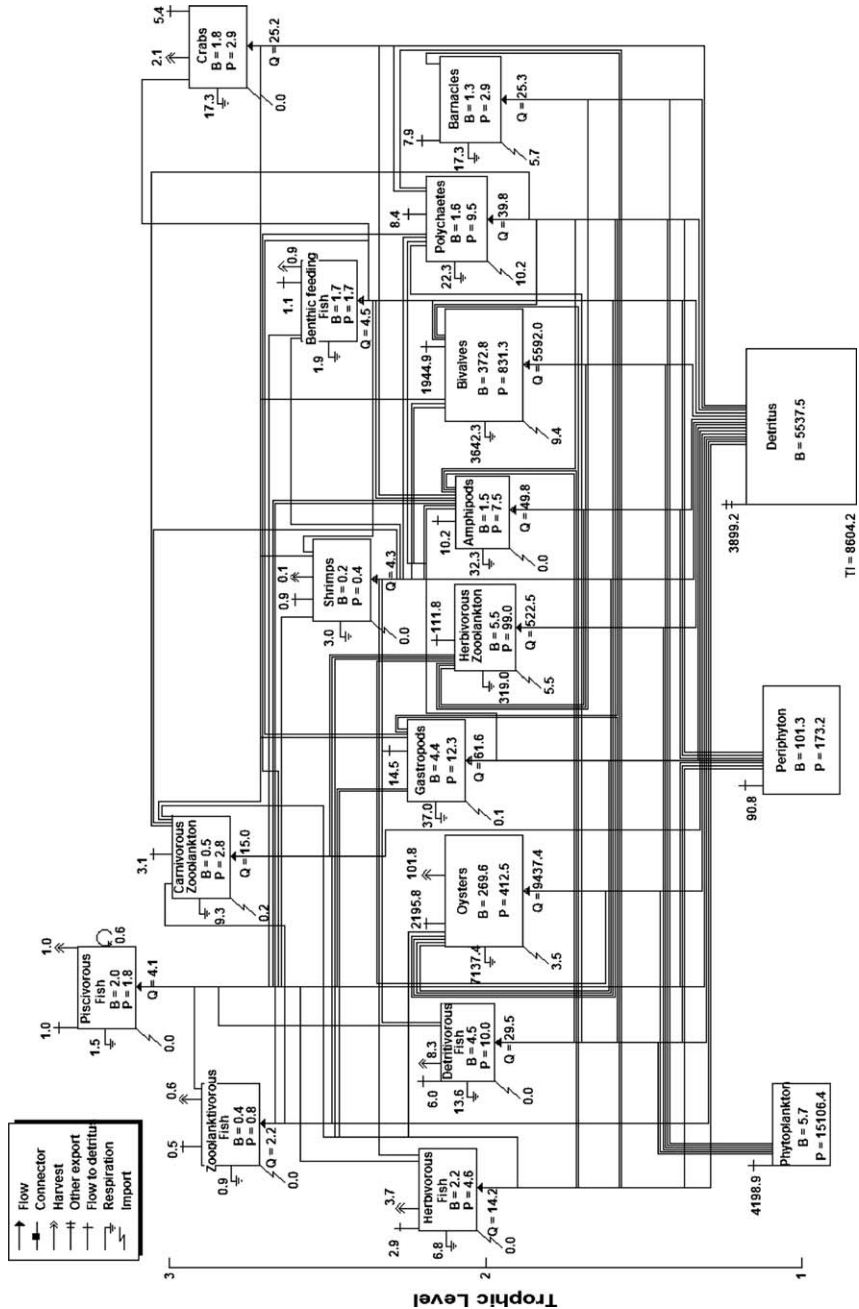 Flow
Connector
Harvest
Other export
Flow to detritus
Respiration
Import
Trophic Level
3
2
1
1.0
1.0
Piscivorous
Fish
B = 2.0
P = 1.8
0.6
1.5
0.0
Q = 4.1
0.5
0.6
Zooplanktivorous
Fish
B = 0.4
P = 0.8
0.9
0.0
Q = 2.2
3.1
Carnivorous
Zooplankton
B = 0.5
P = 2.8
9.3
0.2
Q = 15.0
0.9
0.1
Shrimps
B = 0.2
P = 0.4
3.0
0.0
Q = 4.3
1.1
0.9
Benthic feeding
Fish
B = 1.7
P = 1.7
1.9
Q = 4.5
2.1
5.4
Crabs
B = 1.8
P = 2.9
17.3
0.0
Q = 25.2
2.9
3.7
Herbivorous
Fish
B = 2.2
P = 4.6
6.8
0.0
Q = 14.2
6.0
8.3
Detritivorous
Fish
B = 4.5
P = 10.0
13.6
0.0
Q = 29.5
2195.8
101.8
Oysters
B = 269.6
P = 412.5
7137.4
3.5
Q = 9437.4
14.5
Gastropods
B = 4.4
P = 12.3
37.0
0.1
Q = 61.6
111.8
Herbivorous
Zooplankton
B = 5.5
P = 99.0
319.0
5.5
Q = 522.5
10.2
Amphipods
B = 1.5
P = 7.5
32.3
0.0
Q = 49.8
1944.9
Bivalves
B = 372.8
P = 831.3
3642.3
9.4
Q = 5592.0
8.4
Polychaetes
B = 1.6
P = 9.5
22.3
10.2
Q = 39.8
7.9
Barnacles
B = 1.3
P = 2.9
17.3
5.7
Q = 25.3
4198.9
Phytoplankton
B = 5.7
P = 15106.4
90.8
Periphyton
B = 101.3
P = 173.2
3899.2
Detritus
B = 5537.5
TI = 8604.2